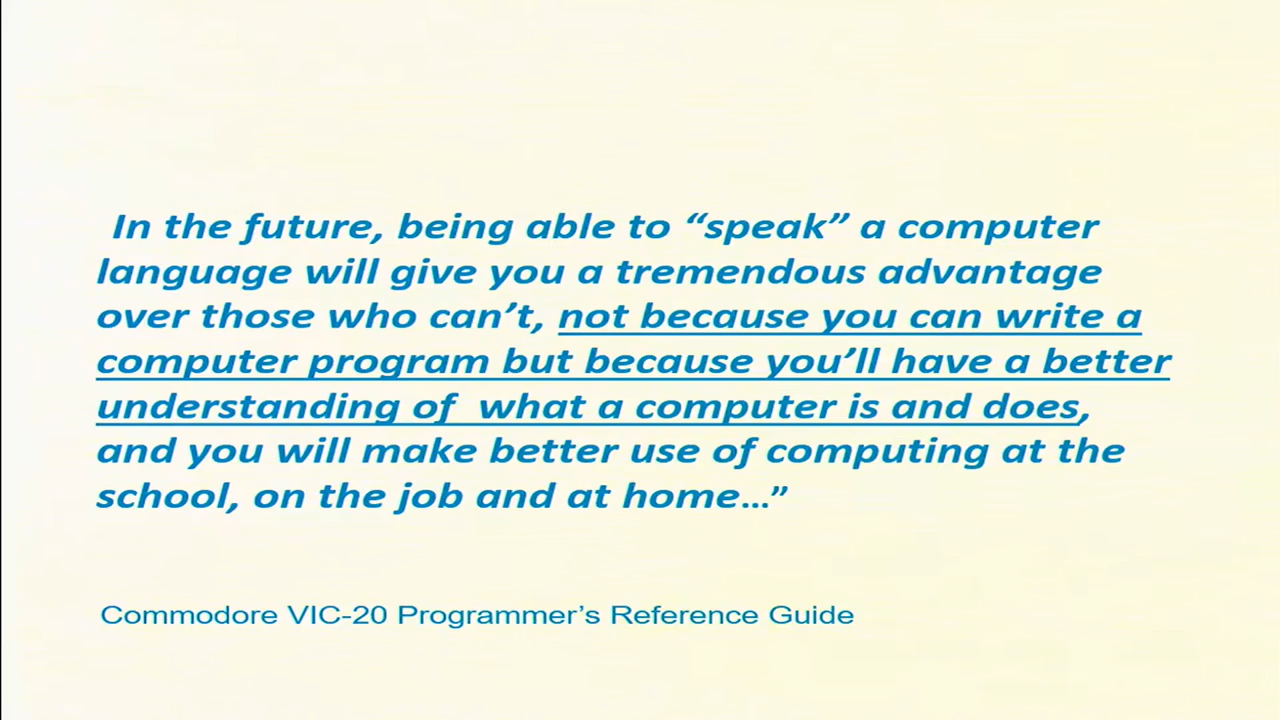 In the future, being able to “speak” a computer
language will give you a tremendous advantage
over those who can’t, not because you can write a
computer program but because you’ll have a better
understanding of  what a computer is and does,
and you will make better use of computing at the
school, on the job and at home…”
Commodore VIC-20 Programmer’s Reference Guide